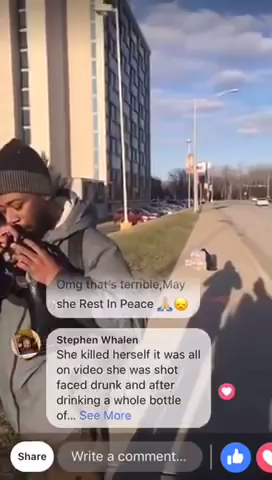 Omg that's terrible,May
she Rest In Peace 🙏😔
Stephen Whalen
She killed herself it was all
on video she was shot
faced drunk and after
drinking a whole bottle
of... See More
Share
Write a comment...